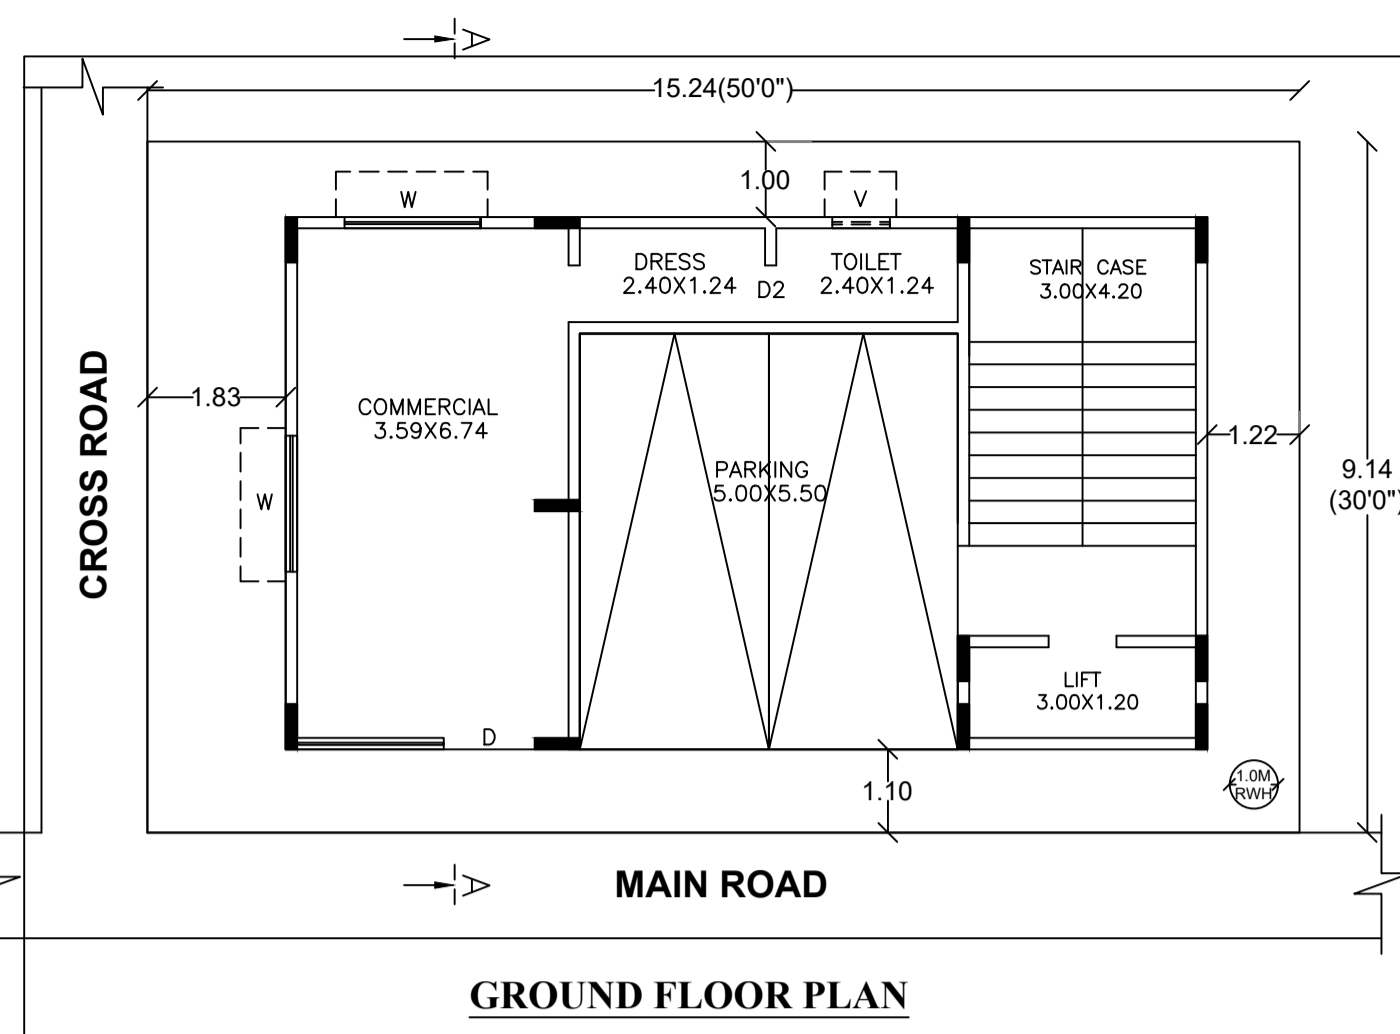 A
15.24(50'0")
1.00
W
V
DRESS
2.40X1.24
D2
TOILET
2.40X1.24
STAIR CASE
3.00X4.20
CROSS ROAD
1.83
COMMERCIAL
3.59X6.74
W
PARKING
5.00X5.50
1.22
9.14
(30'0")
LIFT
3.00X1.20
D
1.10
1.0M
RWH
A
MAIN ROAD
GROUND FLOOR PLAN